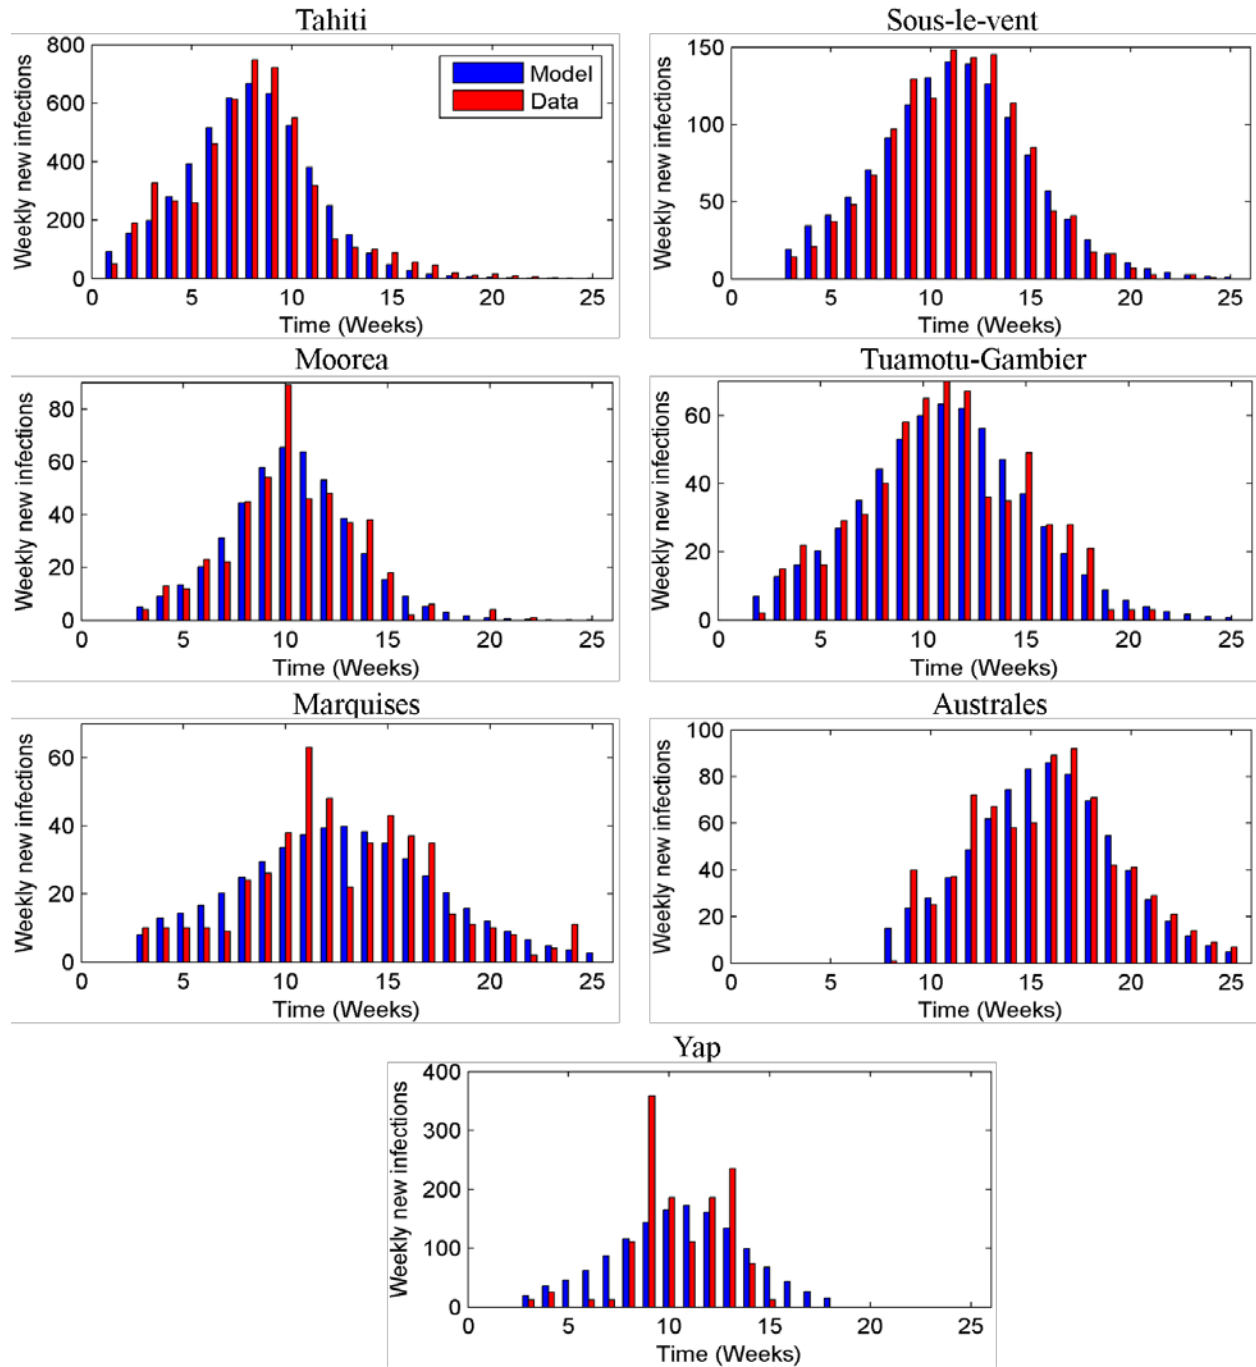 Tahiti
Weekly new infections
800
600
400
200
0
0 5 10 15 20 25
Time (Weeks)
Model
Data
Sous-le-vent
Weekly new infections
150
100
50
0
0 5 10 15 20 25
Time (Weeks)
Moorea
Weekly new infections
80
60
40
20
0
0 5 10 15 20 25
Time (Weeks)
Tuamotu-Gambier
Weekly new infections
60
40
20
0
0 5 10 15 20 25
Time (Weeks)
Marquises
Weekly new infections
60
40
20
0
0 5 10 15 20 25
Time (Weeks)
Australes
Weekly new infections
100
80
60
40
20
0
0 5 10 15 20 25
Time (Weeks)
Yap
Weekly new infections
400
300
200
100
0
0 5 10 15 20 25
Time (Weeks)